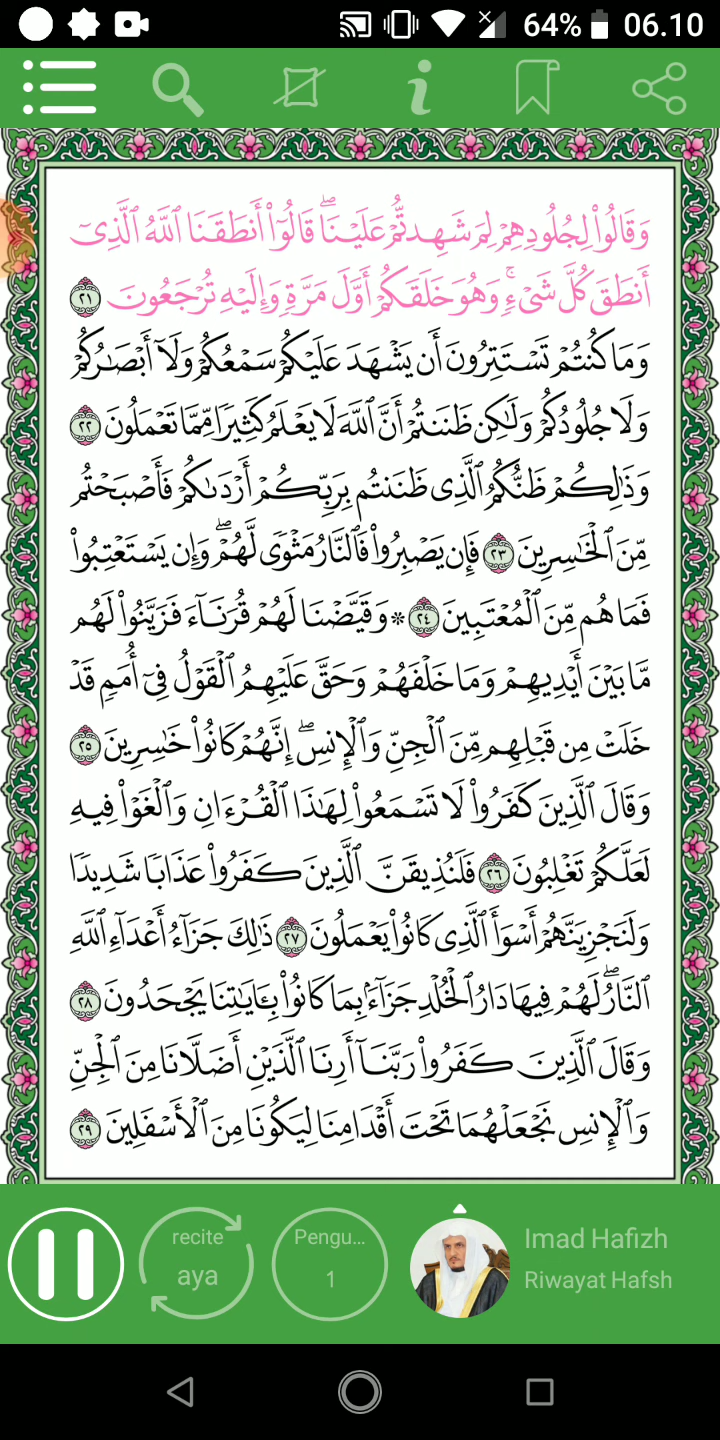 64% 06.10
وَقَالُوا۟ لِجُلُودِهِمْ لِمَ شَهِدتُّمْ عَلَيْنَا ۖ قَالُوٓا۟ أَنطَقَنَا ٱللَّهُ ٱلَّذِىٓ
أَنطَقَ كُلَّ شَىْءٍ ۚ وَهُوَ خَلَقَكُمْ أَوَّلَ مَرَّةٍ وَإِلَيْهِ تُرْجَعُونَ ٢١
وَمَا كُنتُمْ تَسْتَتِرُونَ أَن يَشْهَدَ عَلَيْكُمْ سَمْعُكُمْ وَلَآ أَبْصَـٰرُكُمْ
وَلَا جُلُودُكُمْ وَلَـٰكِن ظَنَنتُمْ أَنَّ ٱللَّهَ لَا يَعْلَمُ كَثِيرًا مِّمَّا تَعْمَلُونَ ٢٢
وَذَٰلِكُمْ ظَنُّكُمُ ٱلَّذِى ظَنَنتُم بِرَبِّكُمْ أَرْدَىٰكُمْ فَأَصْبَحْتُم
مِّنَ ٱلْخَـٰسِرِينَ ٢٣ فَإِن يَصْبِرُوا۟ فَٱلنَّارُ مَثْوًى لَّهُمْ ۖ وَإِن يَسْتَعْتِبُوا۟
فَمَا هُم مِّنَ ٱلْمُعْتَبِينَ ٢٤ * وَقَيَّضْنَا لَهُمْ قُرَنَآءَ فَزَيَّنُوا۟ لَهُم
مَّا بَيْنَ أَيْدِيهِمْ وَمَا خَلْفَهُمْ وَحَقَّ عَلَيْهِمُ ٱلْقَوْلُ فِىٓ أُمَمٍ قَدْ
خَلَتْ مِن قَبْلِهِم مِّنَ ٱلْجِنِّ وَٱلْإِنسِ ۖ إِنَّهُمْ كَانُوا۟ خَـٰسِرِينَ ٢٥
وَقَالَ ٱلَّذِينَ كَفَرُوا۟ لَا تَسْمَعُوا۟ لِهَـٰذَا ٱلْقُرْءَانِ وَٱلْغَوْا۟ فِيهِ
لَعَلَّكُمْ تَغْلِبُونَ ٢٦ فَلَنُذِيقَنَّ ٱلَّذِينَ كَفَرُوا۟ عَذَابًا شَدِيدًا
وَلَنَجْزِيَنَّهُمْ أَسْوَأَ ٱلَّذِى كَانُوا۟ يَعْمَلُونَ ٢٧ ذَٰلِكَ جَزَآءُ أَعْدَآءِ ٱللَّهِ
ٱلنَّارُ ۖ لَهُمْ فِيهَا دَارُ ٱلْخُلْدِ جَزَآءًۢ بِمَا كَانُوا۟ بِـَٔايَـٰتِنَا يَجْحَدُونَ ٢٨
وَقَالَ ٱلَّذِينَ كَفَرُوا۟ رَبَّنَآ أَرِنَا ٱلَّذَيْنِ أَضَلَّانَا مِنَ ٱلْجِنِّ
وَٱلْإِنسِ نَجْعَلْهُمَا تَحْتَ أَقْدَامِنَا لِيَكُونَا مِنَ ٱلْأَسْفَلِينَ ٢٩
recite
aya
Pengu...
1
Imad Hafizh
Riwayat Hafsh